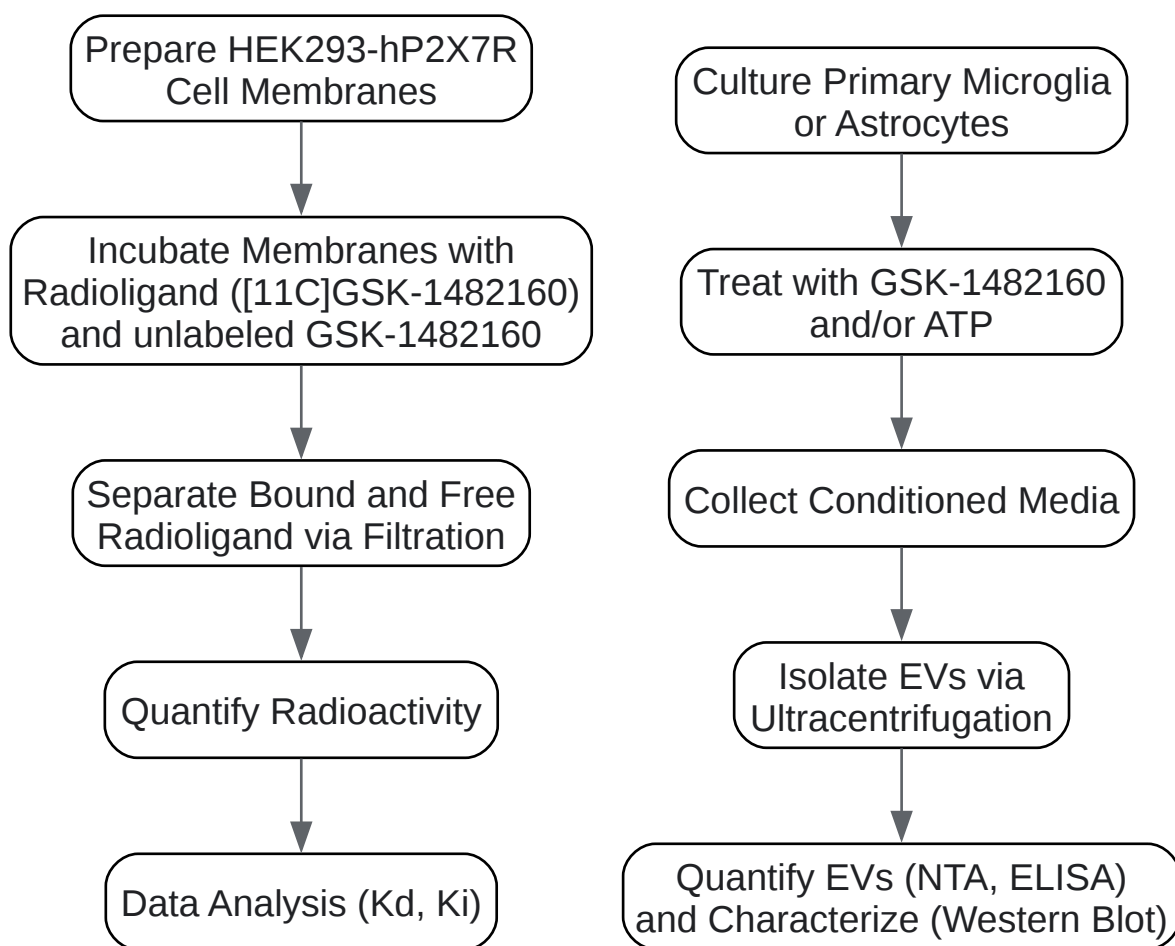 Prepare HEK293-hP2X7R
Cell Membranes
Incubate Membranes with
Radioligand ([11C]GSK-1482160)
and unlabeled GSK-1482160
Separate Bound and Free
Radioligand via Filtration
Quantify Radioactivity
Data Analysis (Kd, Ki)
Culture Primary Microglia
or Astrocytes
Treat with GSK-1482160
and/or ATP
Collect Conditioned Media
Isolate EVs via
Ultracentrifugation
Quantify EVs (NTA, ELISA)
and Characterize (Western Blot)